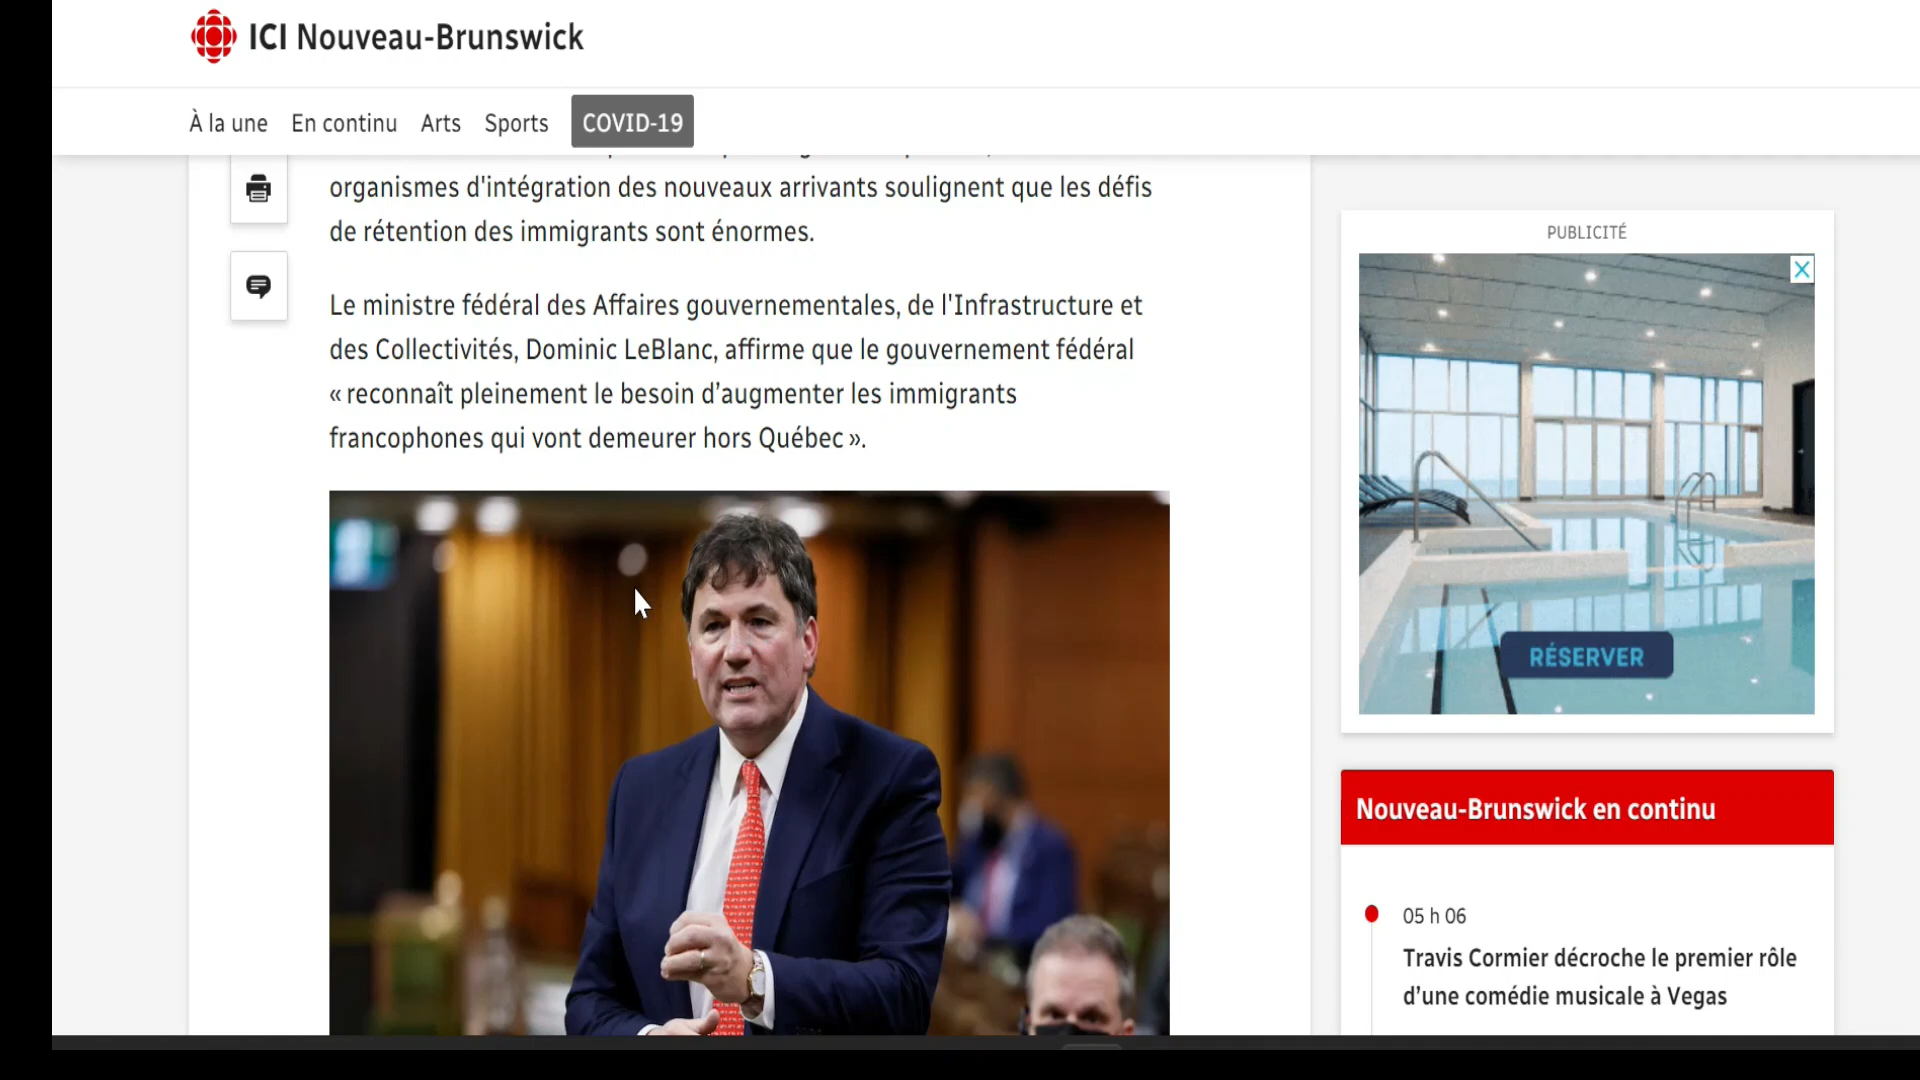 ICI Nouveau-Brunswick
À la une En continu Arts Sports COVID-19
organismes d'intégration des nouveaux arrivants soulignent que les défis
de rétention des immigrants sont énormes.
Le ministre fédéral des Affaires gouvernementales, de l'Infrastructure et
des Collectivités, Dominic LeBlanc, affirme que le gouvernement fédéral
« reconnaît pleinement le besoin d’augmenter les immigrants
francophones qui vont demeurer hors Québec ».
PUBLICITÉ
RÉSERVER
Nouveau-Brunswick en continu
05 h 06
Travis Cormier décroche le premier rôle
d’une comédie musicale à Vegas